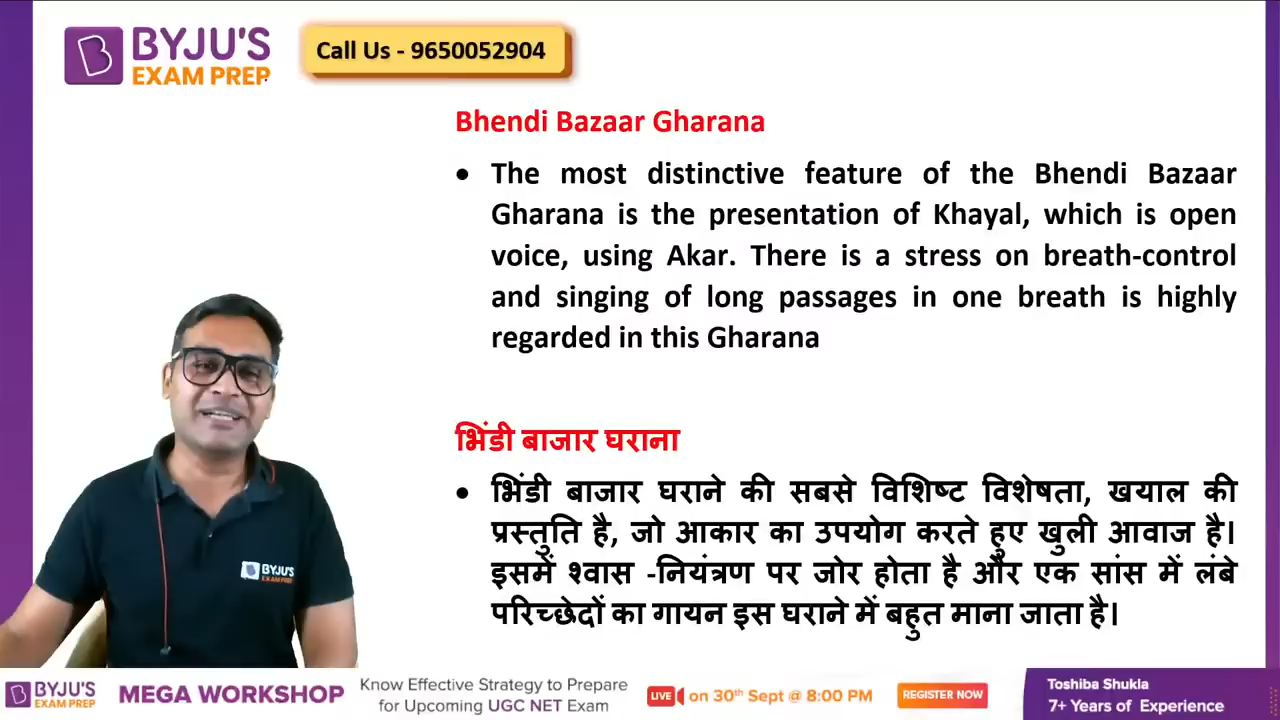 BYJU'S
EXAM PREP
Call Us - 9650052904
Bhendi Bazaar Gharana
• The most distinctive feature of the Bhendi Bazaar
Gharana is the presentation of Khayal, which is open
voice, using Akar. There is a stress on breath-control
and singing of long passages in one breath is highly
regarded in this Gharana
भिंडी बाजार घराना
• भिंडी बाजार घराने की सबसे विशिष्ट विशेषता, खयाल की
प्रस्तुति है, जो आकार का उपयोग करते हुए खुली आवाज है।
इसमें श्वास -नियंत्रण पर जोर होता है और एक सांस में लंबे
परिच्छेदों का गायन इस घराने में बहुत माना जाता है।
BYJU'S
EXAM PREP
BYJU'S
EXAM PREP
MEGA WORKSHOP
Know Effective Strategy to Prepare
for Upcoming UGC NET Exam
LIVE on 30th Sept @ 8:00 PM
REGISTER NOW
Toshiba Shukla
7+ Years of Experience